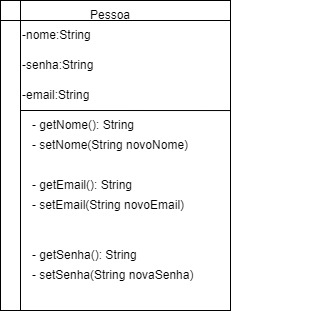 Pessoa
-nome:String
-senha:String
-email:String
- getNome(): String
- setNome(String novoNome)
- getEmail(): String
- setEmail(String novoEmail)
- getSenha(): String
- setSenha(String novaSenha)